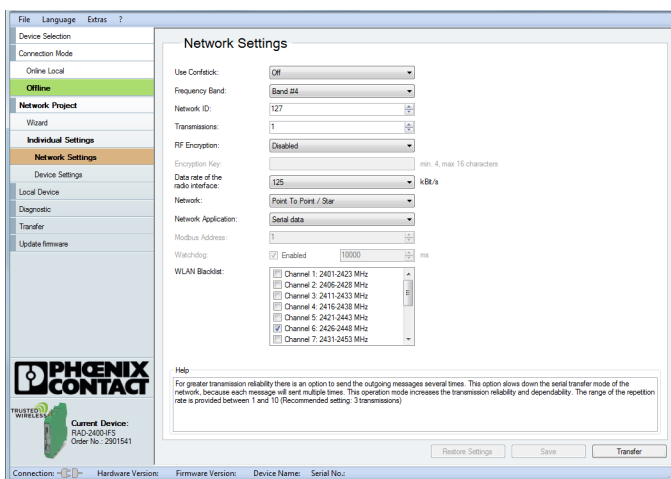 File Language Extras ?
Device Selection
Connection Mode
Online Local
Offline
Network Project
Wizard
Individual Settings
Network Settings
Device Settings
Local Device
Diagnostic
Transfer
Update firmware
PHOENIX
CONTACT
TRUSTED
WIRELESS
Current Device:
RAD-2400-IFS
Order No.: 2901541
Network Settings
Use Confstick: Off
Frequency Band: Band #4
Network ID: 127
Transmissions: 1
RF Encryption: Disabled
Encryption Key: min. 4, max 16 characters
Data rate of the
radio interface: 125 kBit/s
Network: Point To Point / Star
Network Application: Serial data
Modbus Address: 1
Watchdog: Enabled 10000 ms
WLAN Blacklist: Channel 1: 2401-2423 MHz
Channel 2: 2406-2428 MHz
Channel 3: 2411-2433 MHz
Channel 4: 2416-2438 MHz
Channel 5: 2421-2443 MHz
Channel 6: 2426-2448 MHz
Channel 7: 2431-2453 MHz
Help
For greater transmission reliability there is an option to send the outgoing messages several times. This option slows down the serial transfer mode of the
network, because each message will sent multiple times. This operation mode increases the transmission reliability and dependability. The range of the repetition
rate is provided between 1 and 10 (Recommended setting: 3 transmissions)
Restore Settings Save Transfer
Connection: Hardware Version: Firmware Version: Device Name: Serial No.: